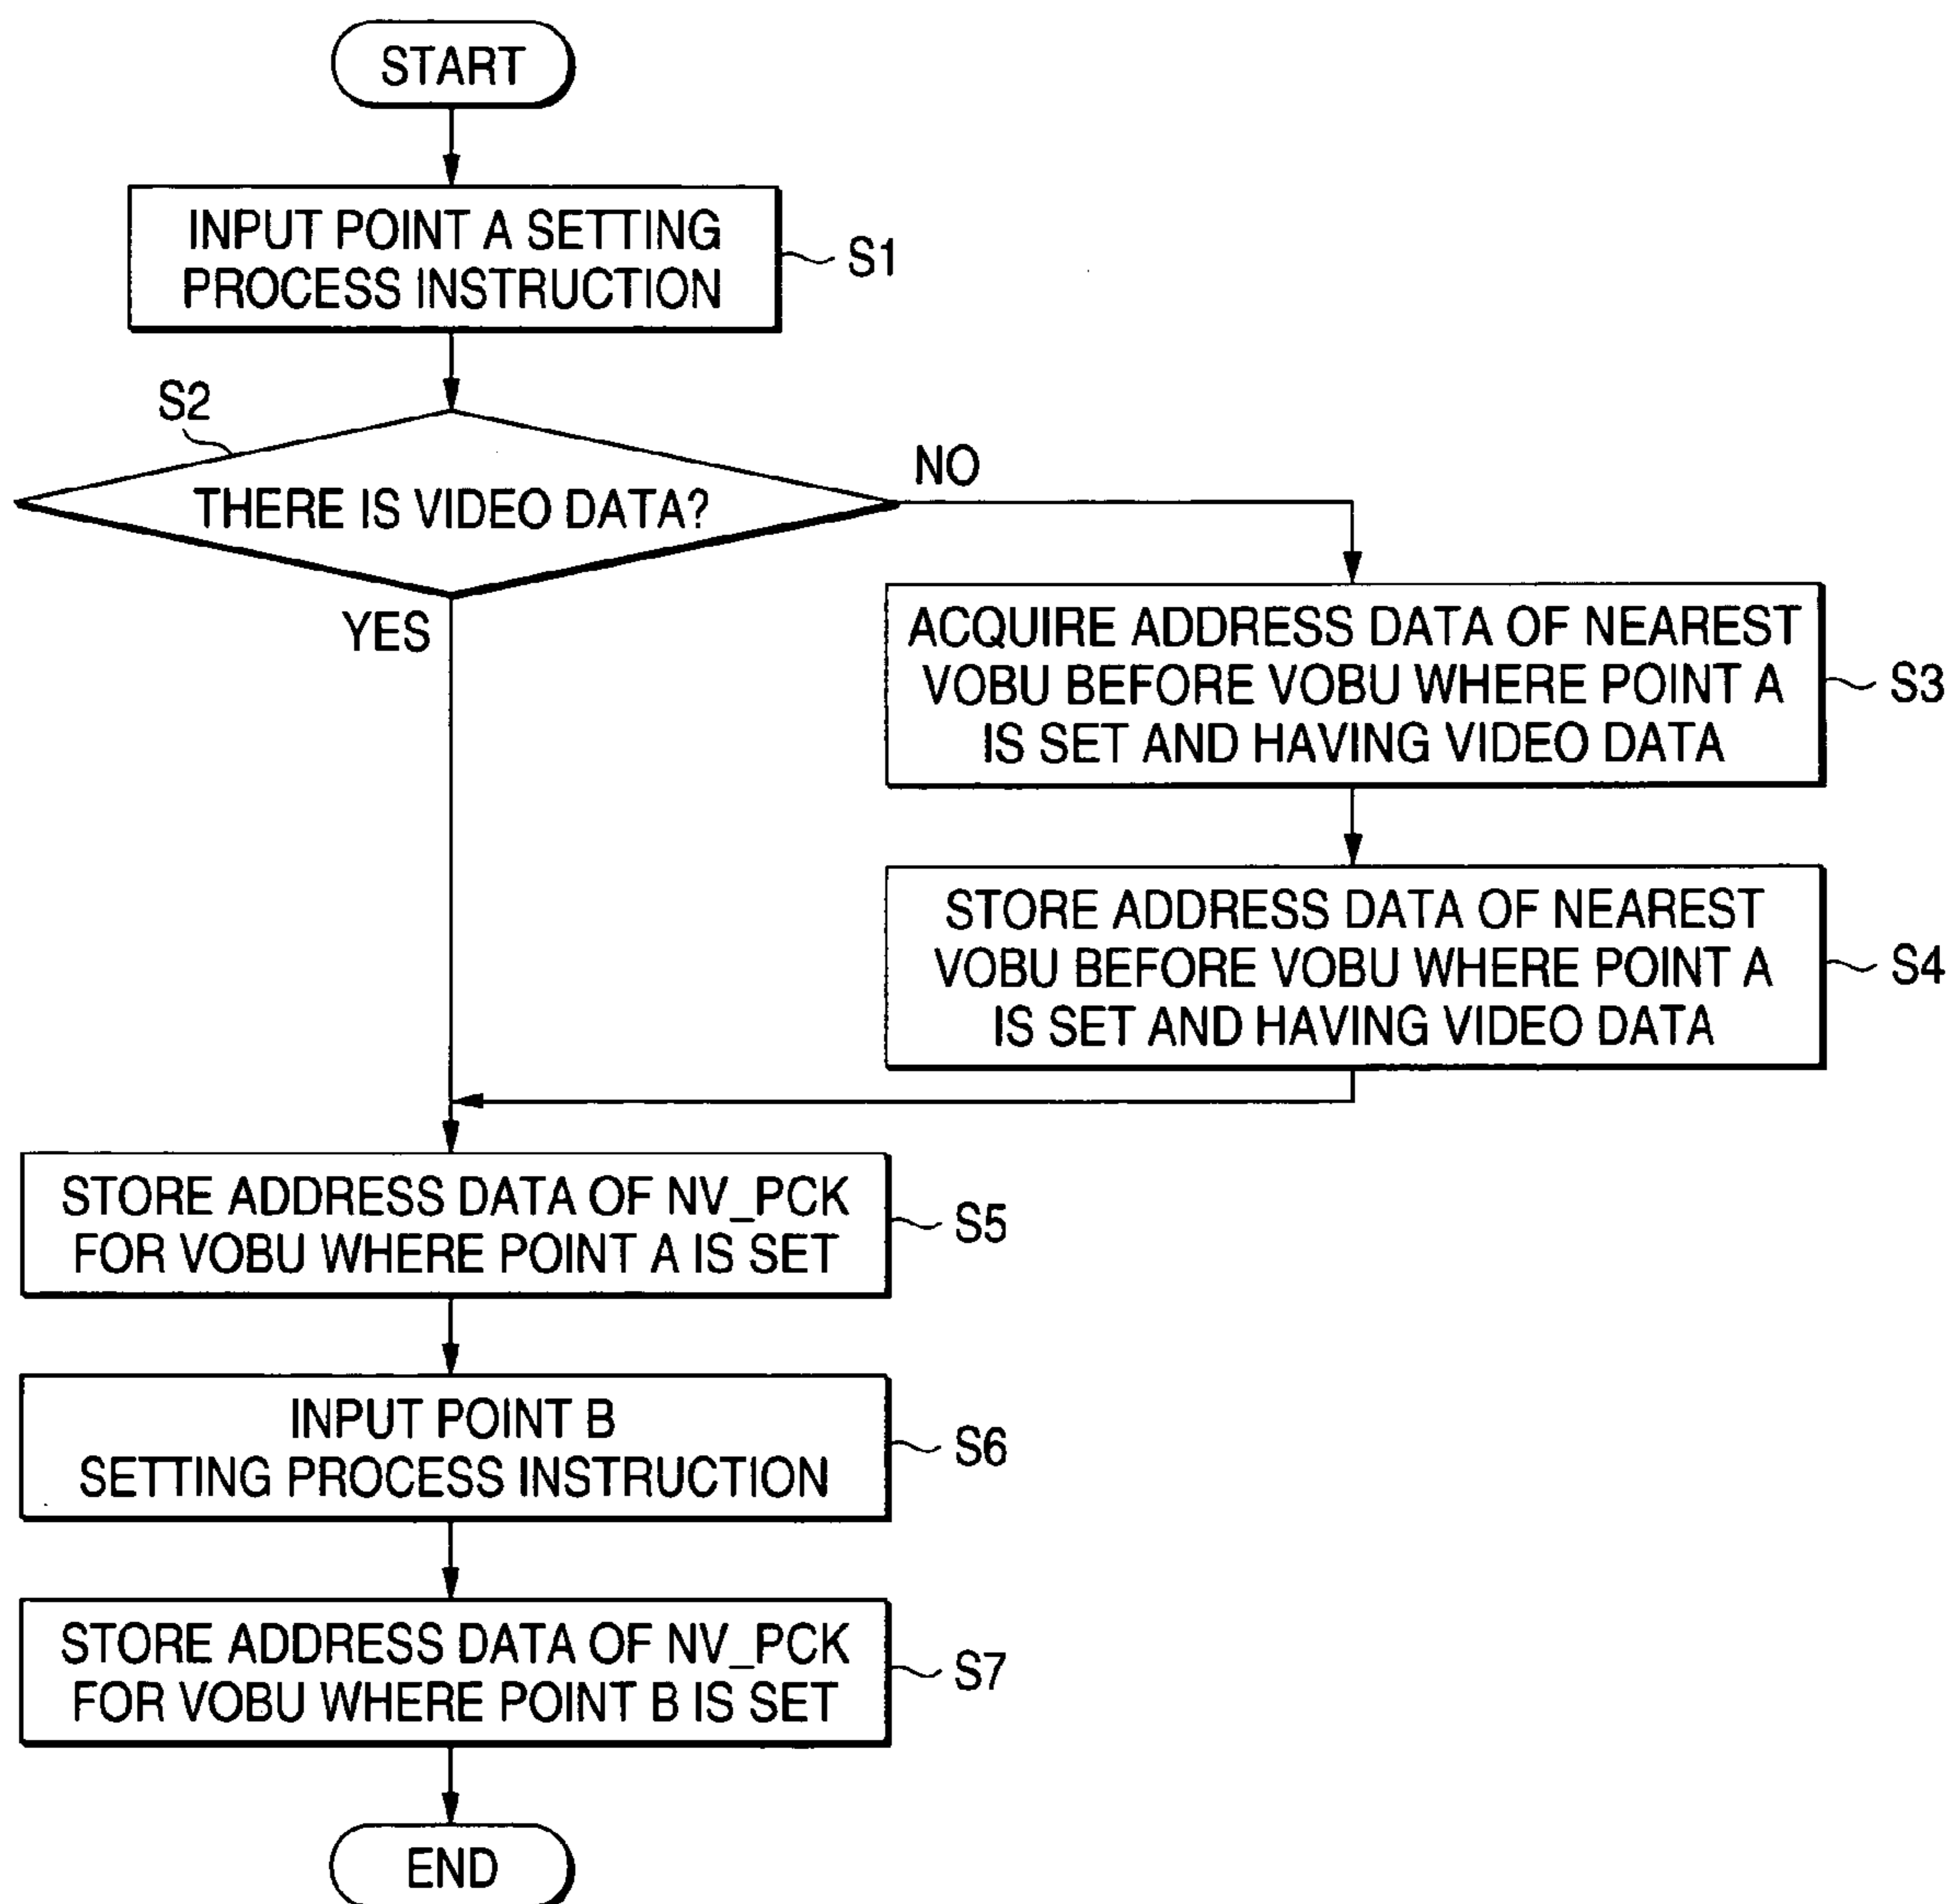 START
INPUT POINT A SETTING
PROCESS INSTRUCTION
S1
S2
THERE IS VIDEO DATA?
NO
YES
ACQUIRE ADDRESS DATA OF NEAREST
VOBU BEFORE VOBU WHERE POINT A
IS SET AND HAVING VIDEO DATA
S3
STORE ADDRESS DATA OF NEAREST
VOBU BEFORE VOBU WHERE POINT A
IS SET AND HAVING VIDEO DATA
S4
STORE ADDRESS DATA OF NV_PCK
FOR VOBU WHERE POINT A IS SET
S5
INPUT POINT B
SETTING PROCESS INSTRUCTION
S6
STORE ADDRESS DATA OF NV_PCK
FOR VOBU WHERE POINT B IS SET
S7
END